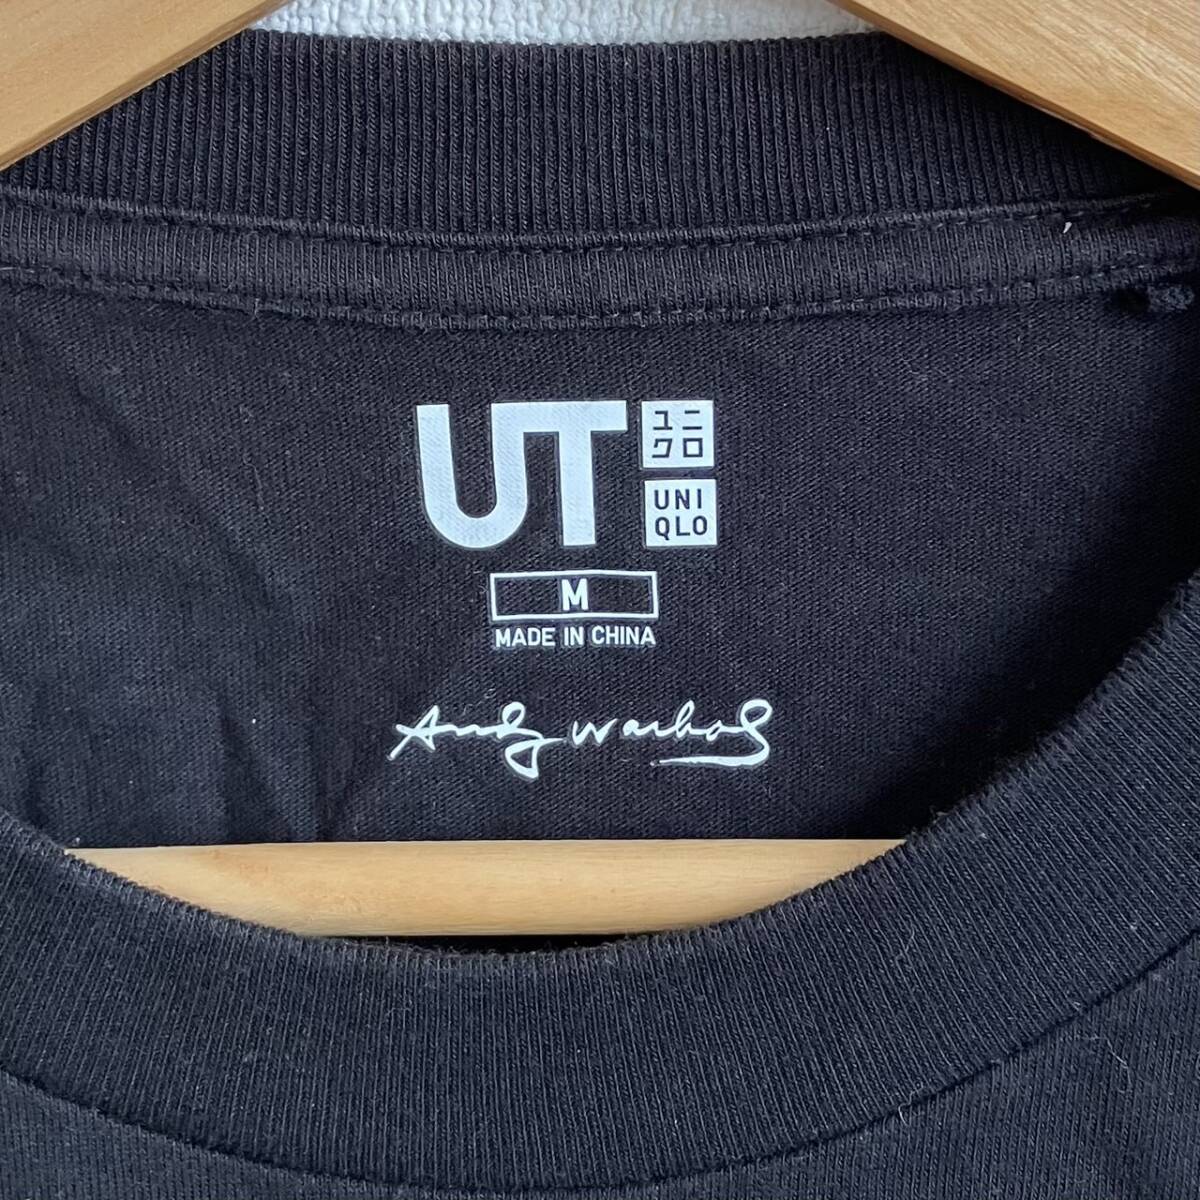 UT
ユニ
クロ
UNI
QLO
M
MADE IN CHINA
Andy Warhol